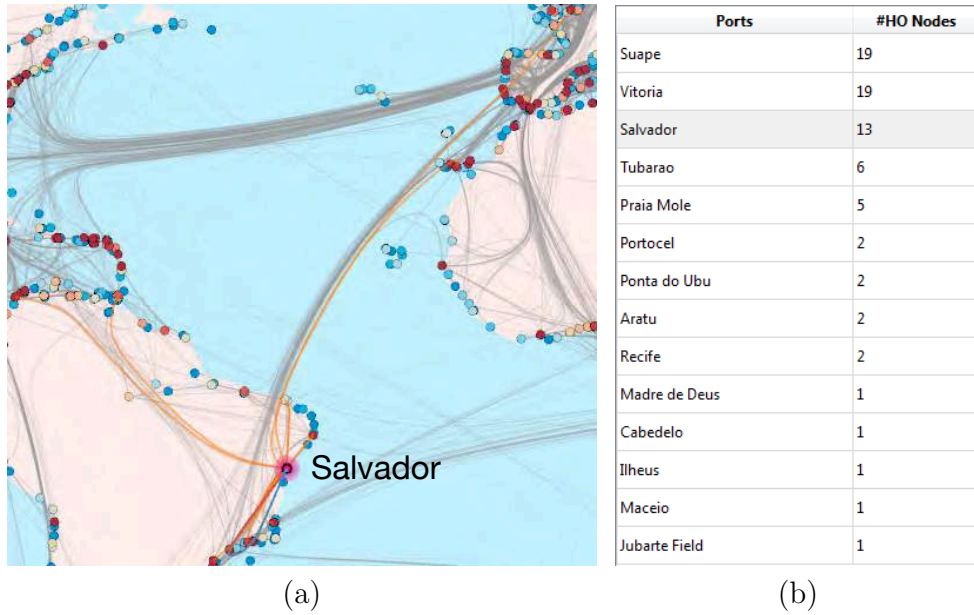 Salvador
(a)
Ports #HO Nodes
Suape 19
Vitoria 19
Salvador 13
Tubarao 6
Praia Mole 5
Portocel 2
Ponta do Ubu 2
Aratu 2
Recife 2
Madre de Deus 1
Cabedelo 1
Ilheus 1
Maceio 1
Jubarte Field 1
(b)